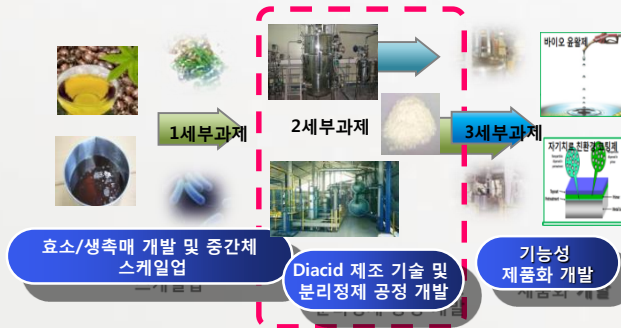 바이오 윤활제
1세부과제
2세부과제
3세부과제
자기치료 친환경 코팅제
효소/생촉매 개발 및 중간체
스케일업
Diacid 제조 기술 및
분리정제 공정 개발
기능성
제품화 개발